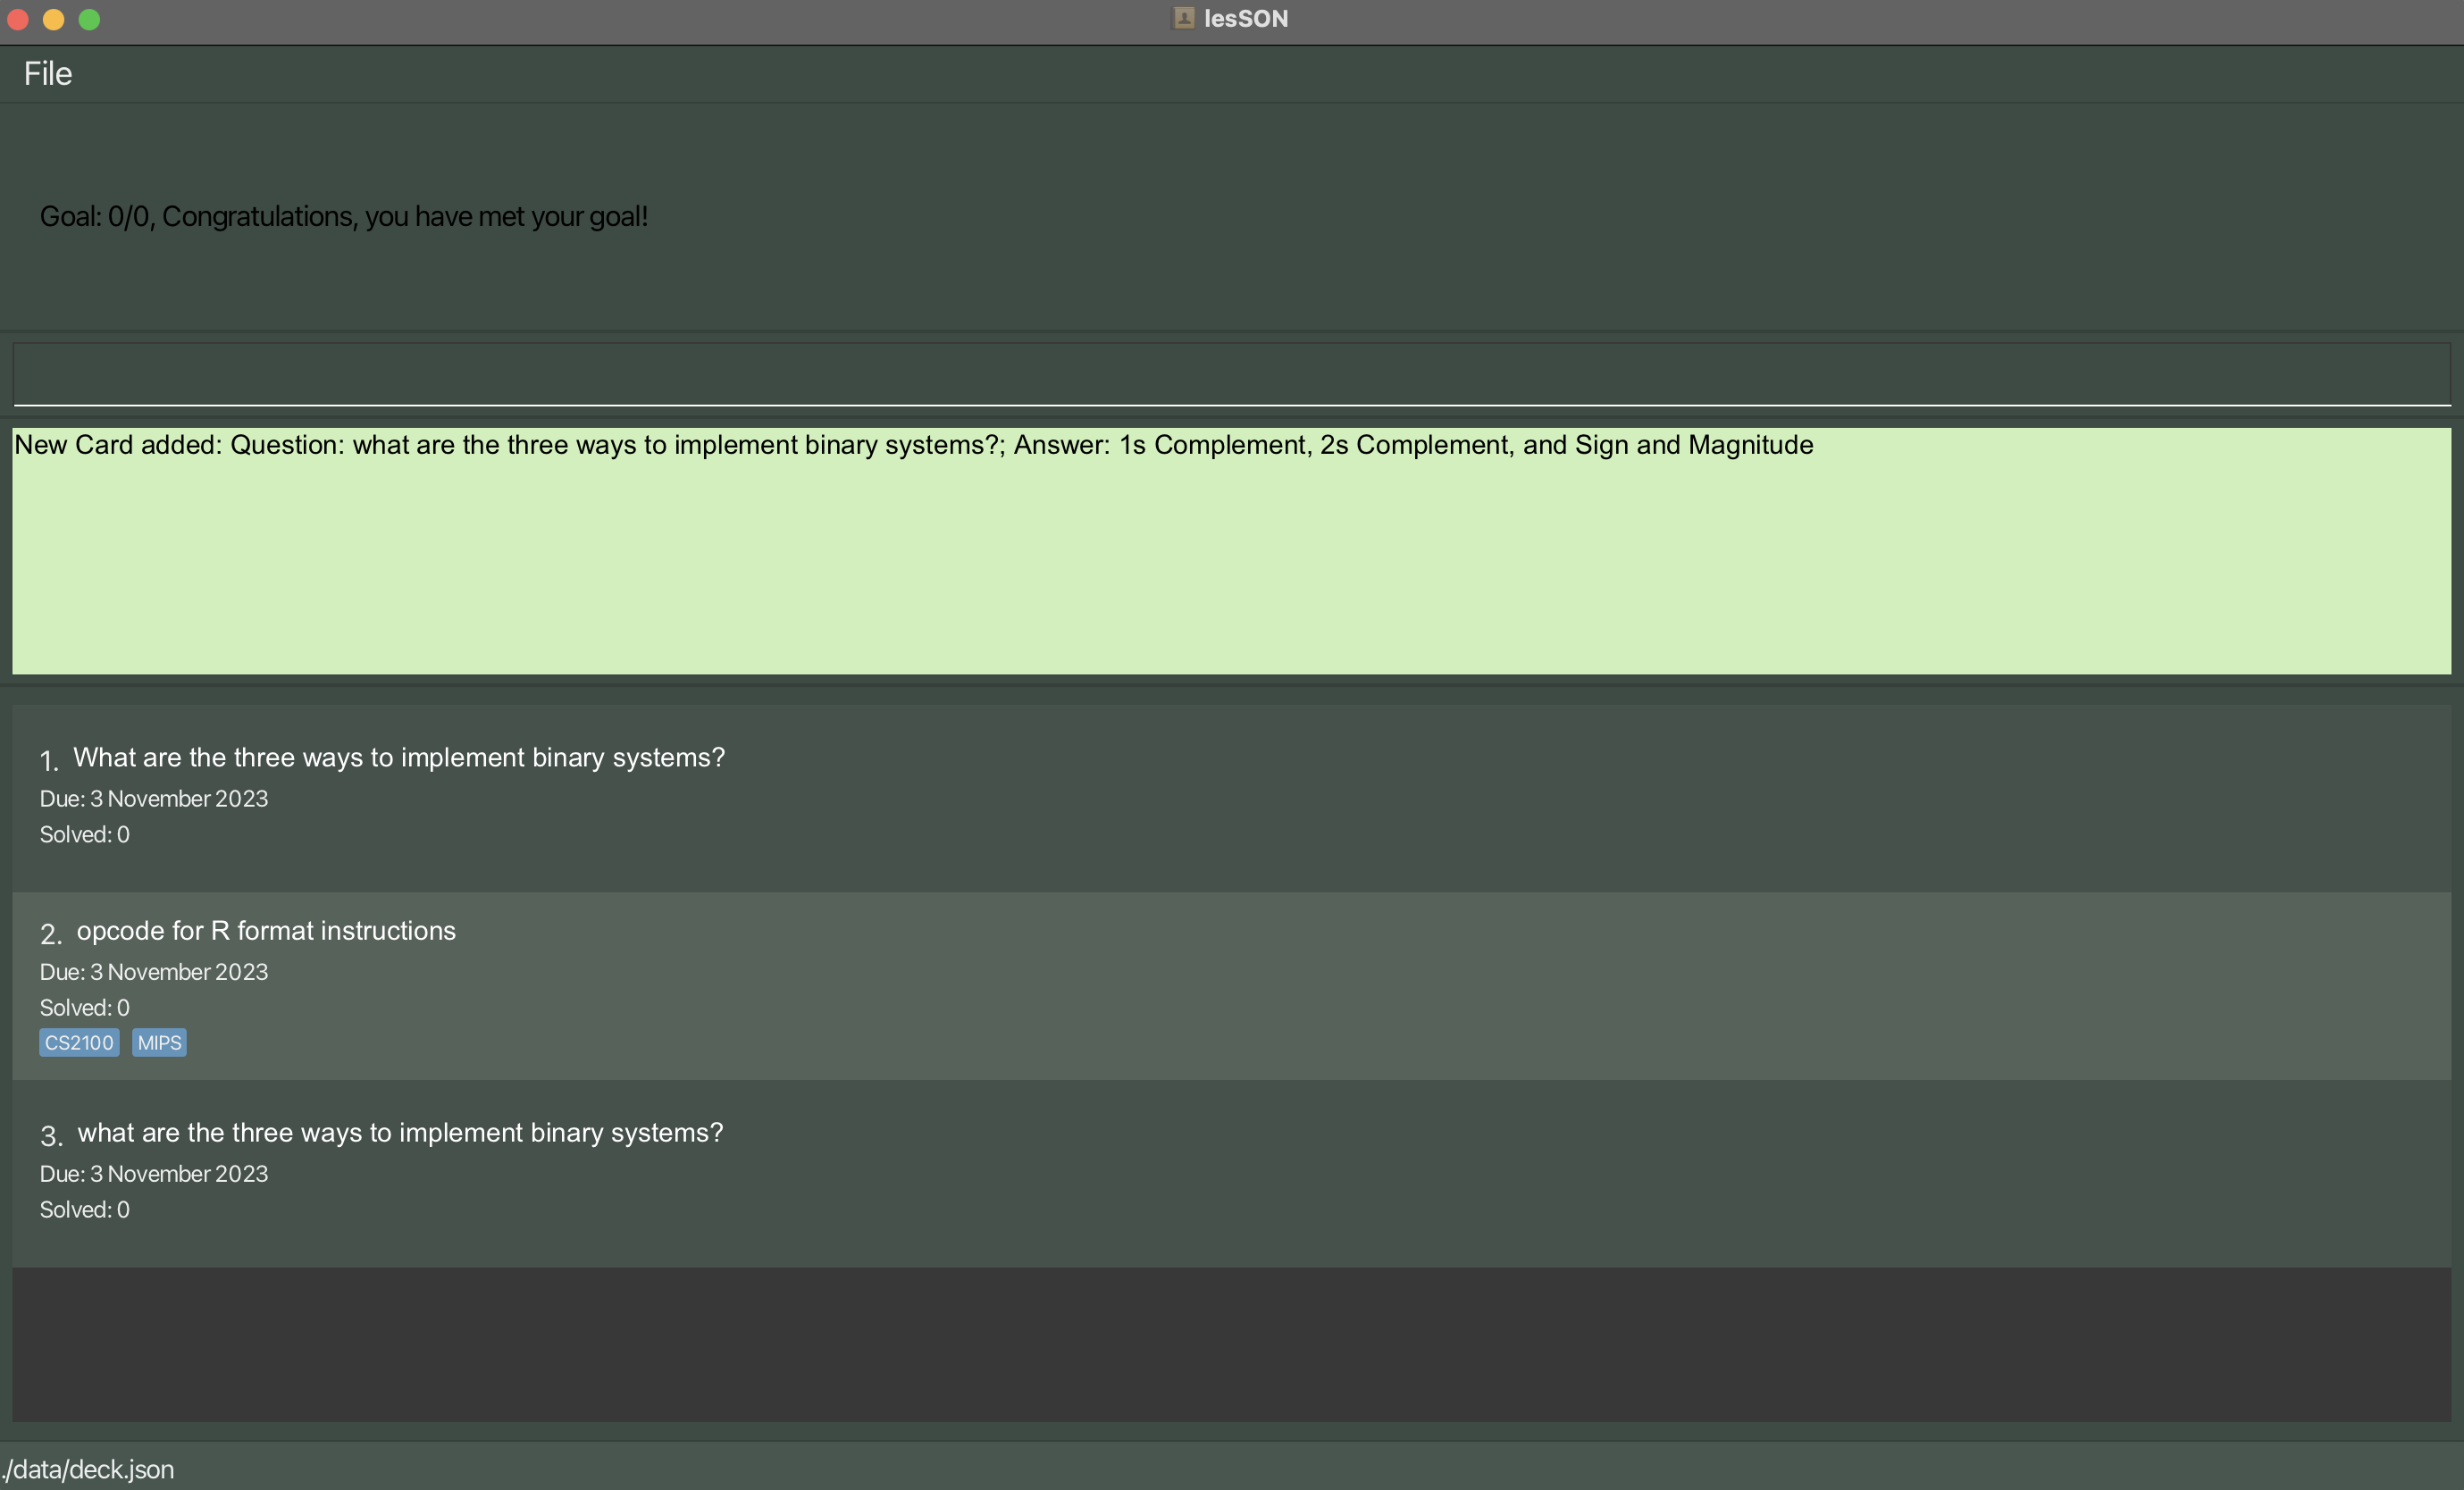 lesSON
File
Goal: 0/0, Congratulations, you have met your goal!
New Card added: Question: what are the three ways to implement binary systems?; Answer: 1s Complement, 2s Complement, and Sign and Magnitude
1. What are the three ways to implement binary systems?
Due: 3 November 2023
Solved: 0
2. opcode for R format instructions
Due: 3 November 2023
Solved: 0
CS2100 MIPS
3. what are the three ways to implement binary systems?
Due: 3 November 2023
Solved: 0
./data/deck.json